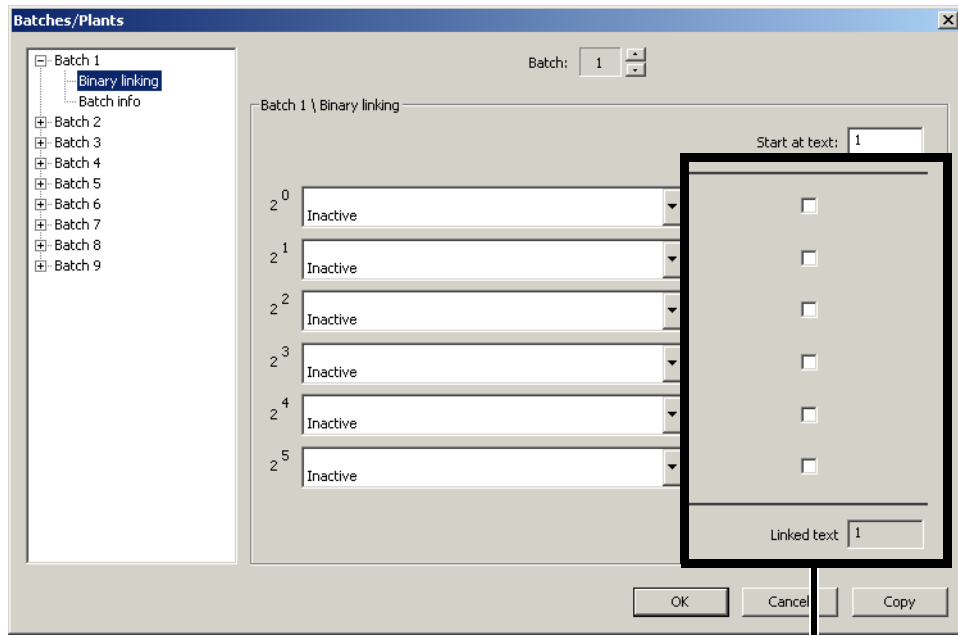 Batches/Plants
Batch 1
Binary linking
Batch info
Batch 2
Batch 3
Batch 4
Batch 5
Batch 6
Batch 7
Batch 8
Batch 9
Batch: 1
Batch 1 \ Binary linking
Start at text: 1
2^0 Inactive
2^1 Inactive
2^2 Inactive
2^3 Inactive
2^4 Inactive
2^5 Inactive
Linked text 1
OK Cancel Copy